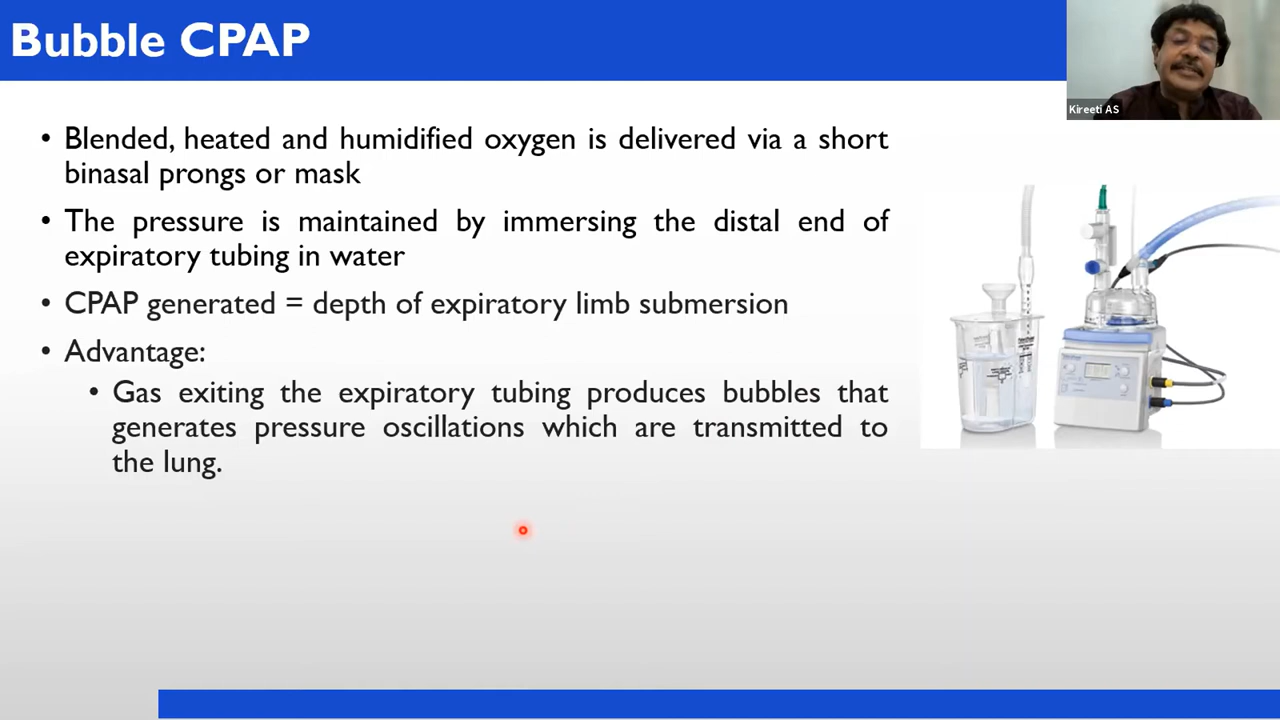 Bubble CPAP
Kireeti AS
• Blended, heated and humidified oxygen is delivered via a short
binasal prongs or mask
• The pressure is maintained by immersing the distal end of
expiratory tubing in water
• CPAP generated = depth of expiratory limb submersion
• Advantage:
• Gas exiting the expiratory tubing produces bubbles that
generates pressure oscillations which are transmitted to
the lung.